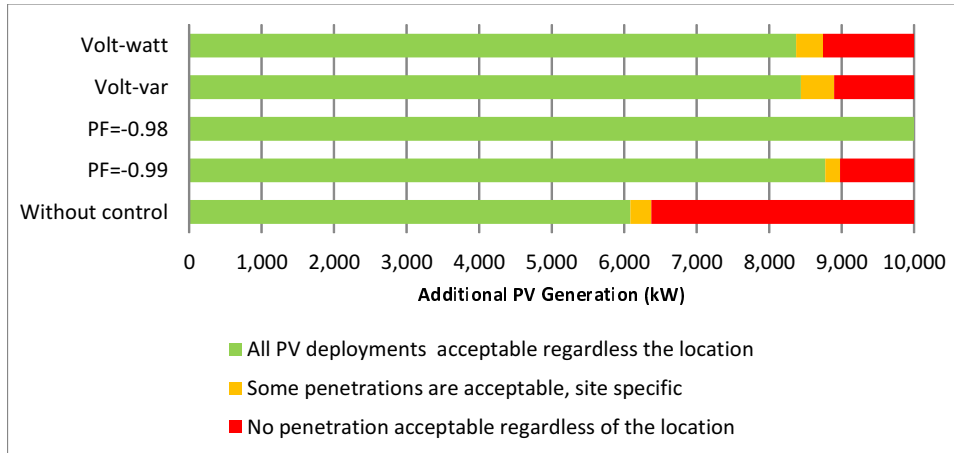 Volt-watt
Volt-var
PF=-0.98
PF=-0.99
Without control
0 1,000 2,000 3,000 4,000 5,000 6,000 7,000 8,000 9,000 10,000
Additional PV Generation (kW)
All PV deployments acceptable regardless the location
Some penetrations are acceptable, site specific
No penetration acceptable regardless of the location